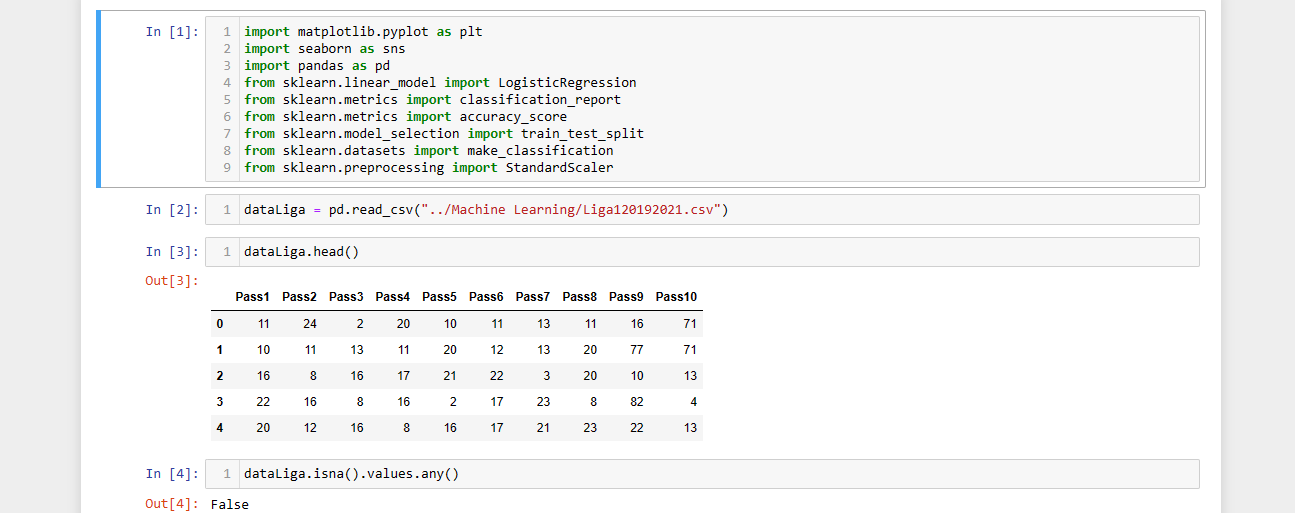 In [1]:
1 import matplotlib.pyplot as plt
2 import seaborn as sns
3 import pandas as pd
4 from sklearn.linear_model import LogisticRegression
5 from sklearn.metrics import classification_report
6 from sklearn.metrics import accuracy_score
7 from sklearn.model_selection import train_test_split
8 from sklearn.datasets import make_classification
9 from sklearn.preprocessing import StandardScaler
In [2]: 1 dataLiga = pd.read_csv("../Machine Learning/Liga120192021.csv")
In [3]: 1 dataLiga.head()
Out[3]:
Pass1 Pass2 Pass3 Pass4 Pass5 Pass6 Pass7 Pass8 Pass9 Pass10
0 11 24 2 20 10 11 13 11 16 71
1 10 11 13 11 20 12 13 20 77 71
2 16 8 16 17 21 22 3 20 10 13
3 22 16 8 16 2 17 23 8 82 4
4 20 12 16 8 16 17 21 23 22 13
In [4]: 1 dataLiga.isna().values.any()
Out[4]: False